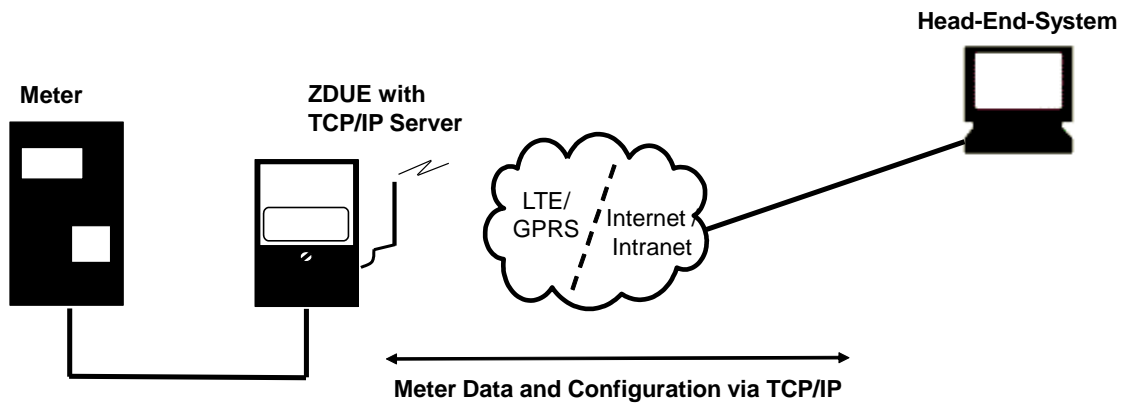 Head-End-System
Meter
ZDUE with
TCP/IP Server
LTE/
GPRS
Internet /
Intranet
Meter Data and Configuration via TCP/IP